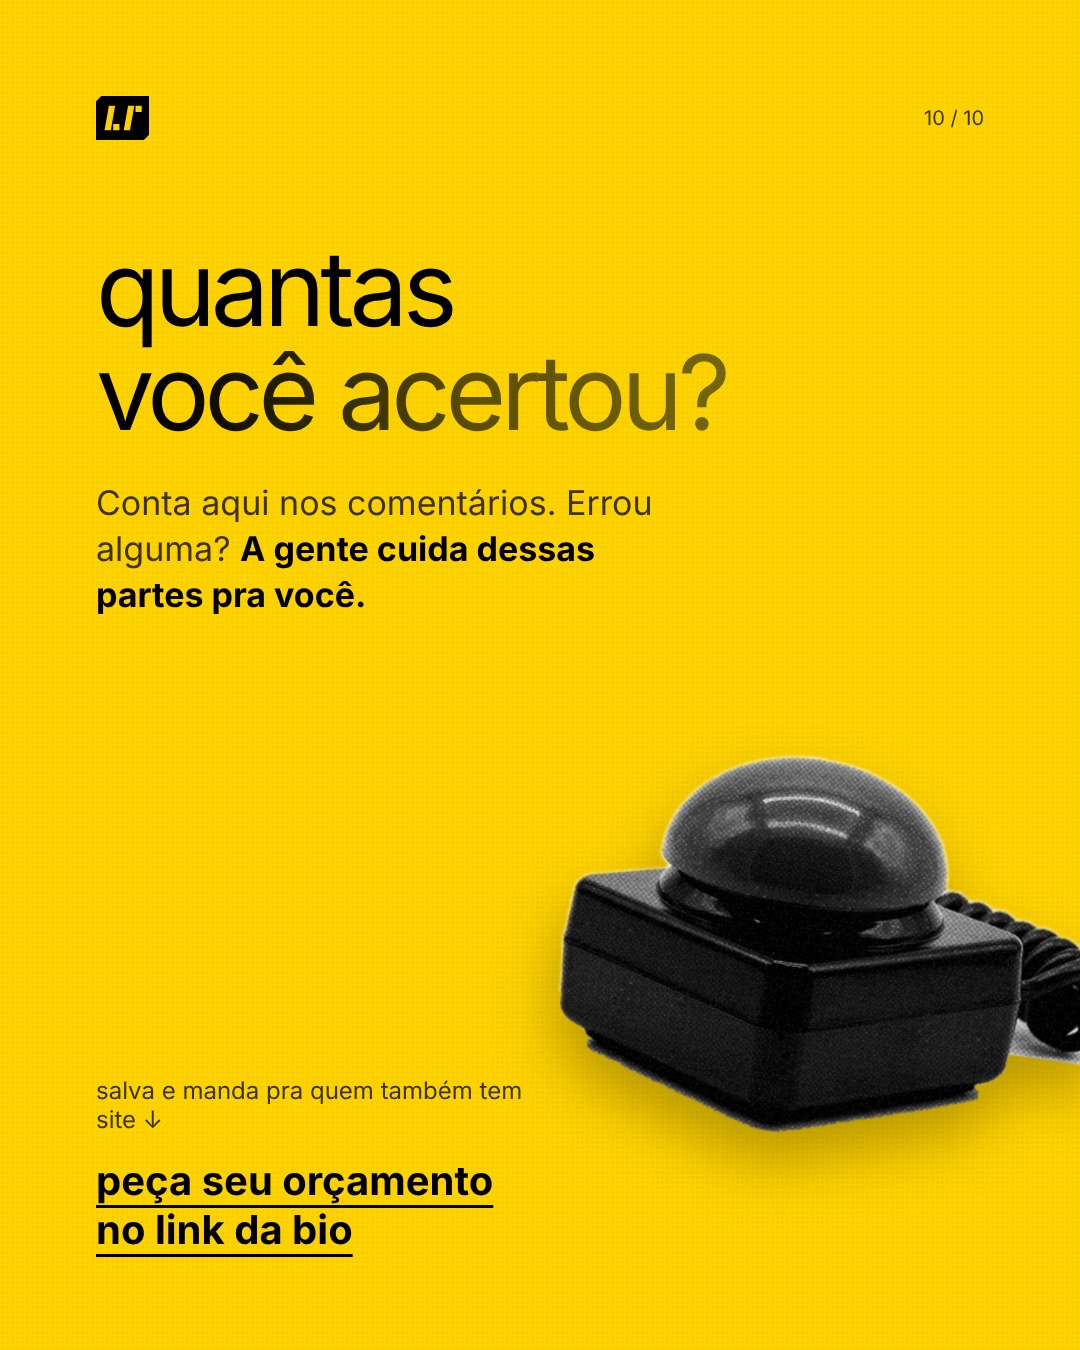 10 / 10
quantas
você acertou?
Conta aqui nos comentários. Errou
alguma? A gente cuida dessas
partes pra você.
salva e manda pra quem também tem
site ↓
peça seu orçamento
no link da bio